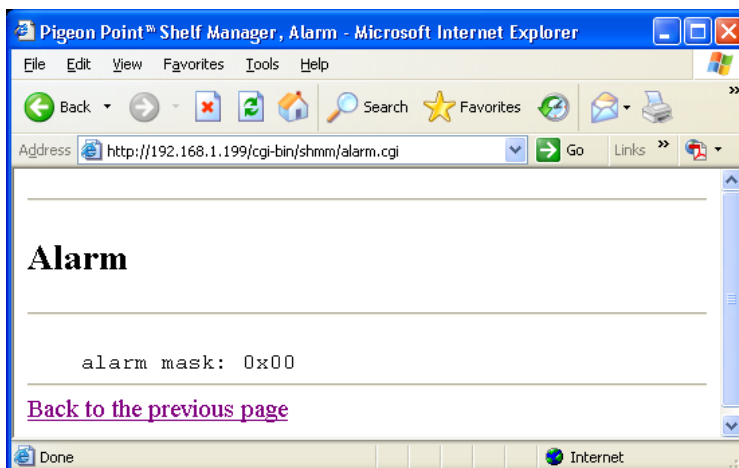 Pigeon Point™ Shelf Manager, Alarm - Microsoft Internet Explorer
File Edit View Favorites Tools Help
Back Search Favorites »
Address http://192.168.1.199/cgi-bin/shmm/alarm.cgi Go Links »
Alarm
alarm mask: 0x00
Back to the previous page
Done Internet